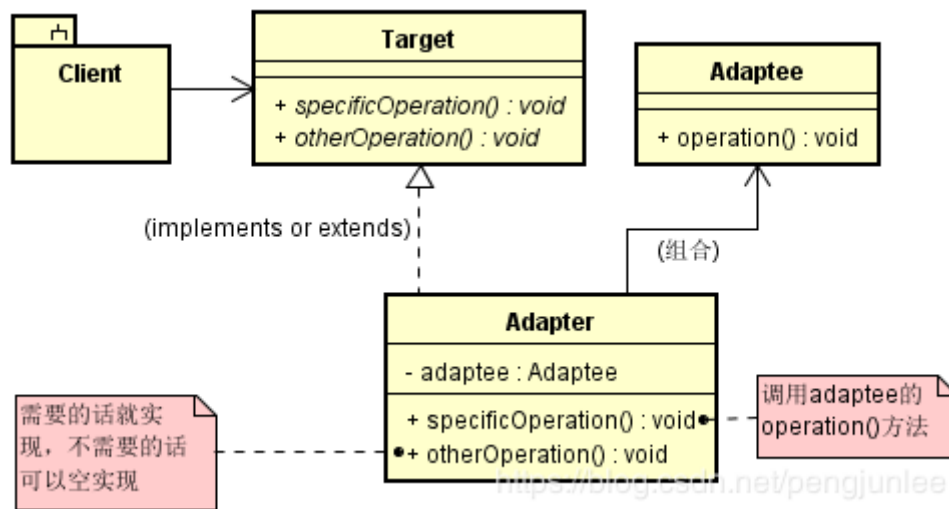 Client
Target
+ specificOperation() : void
+ otherOperation() : void
Adaptee
+ operation() : void
(implements or extends)
(组合)
Adapter
- adaptee : Adaptee
+ specificOperation() : void
+ otherOperation() : void
需要的话就实
现，不需要的话
可以空实现
调用adaptee的
operation()方法
https://blog.csdn.net/pengjunlee